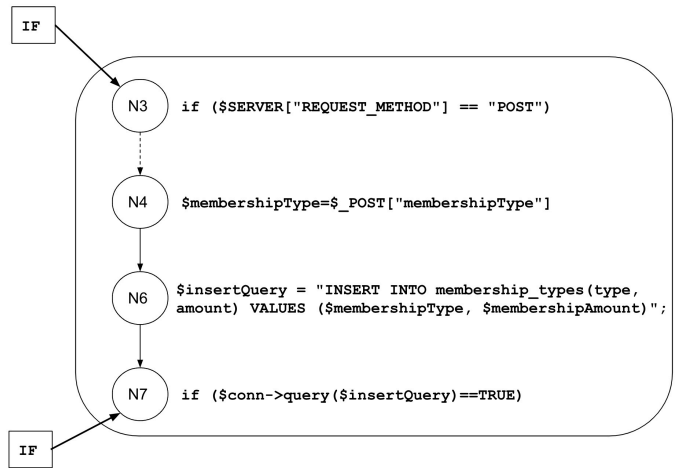 IF
N3 if ($SERVER["REQUEST_METHOD"] == "POST")
N4 $membershipType=$_POST["membershipType"]
N6 $insertQuery = "INSERT INTO membership_types(type,
amount) VALUES ($membershipType, $membershipAmount)";
N7 if ($conn->query($insertQuery)==TRUE)
IF